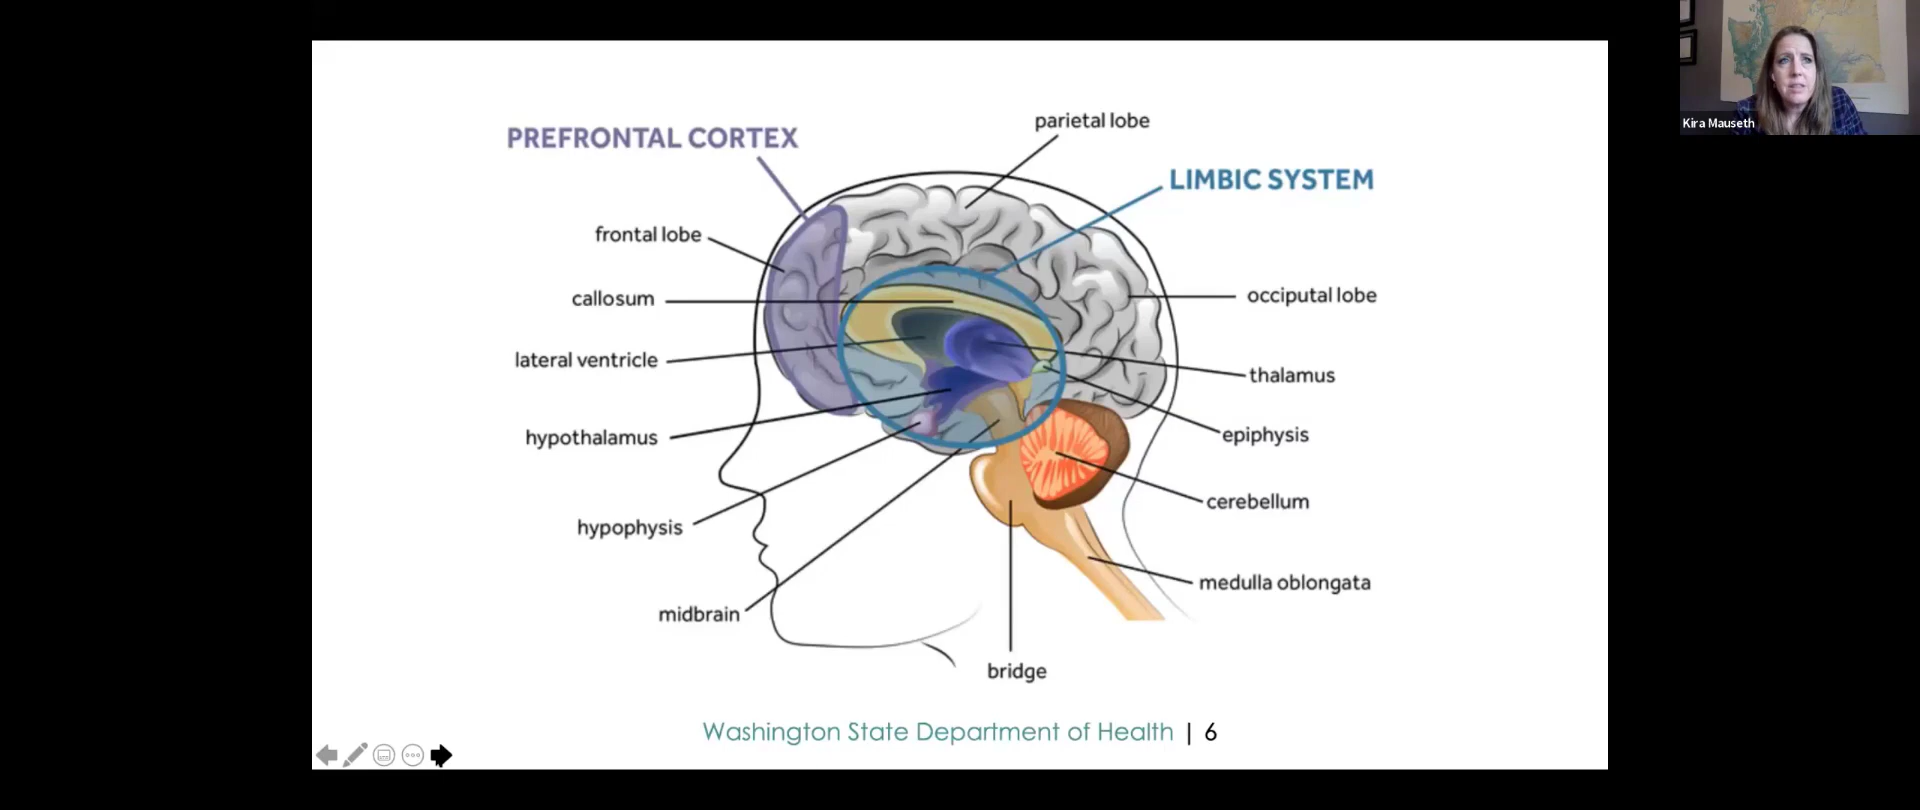 parietal lobe
PREFRONTAL CORTEX
LIMBIC SYSTEM
frontal lobe
callosum
occiputal lobe
lateral ventricle
thalamus
hypothalamus
epiphysis
cerebellum
hypophysis
medulla oblongata
midbrain
bridge
Washington State Department of Health | 6
Kira Mauseth